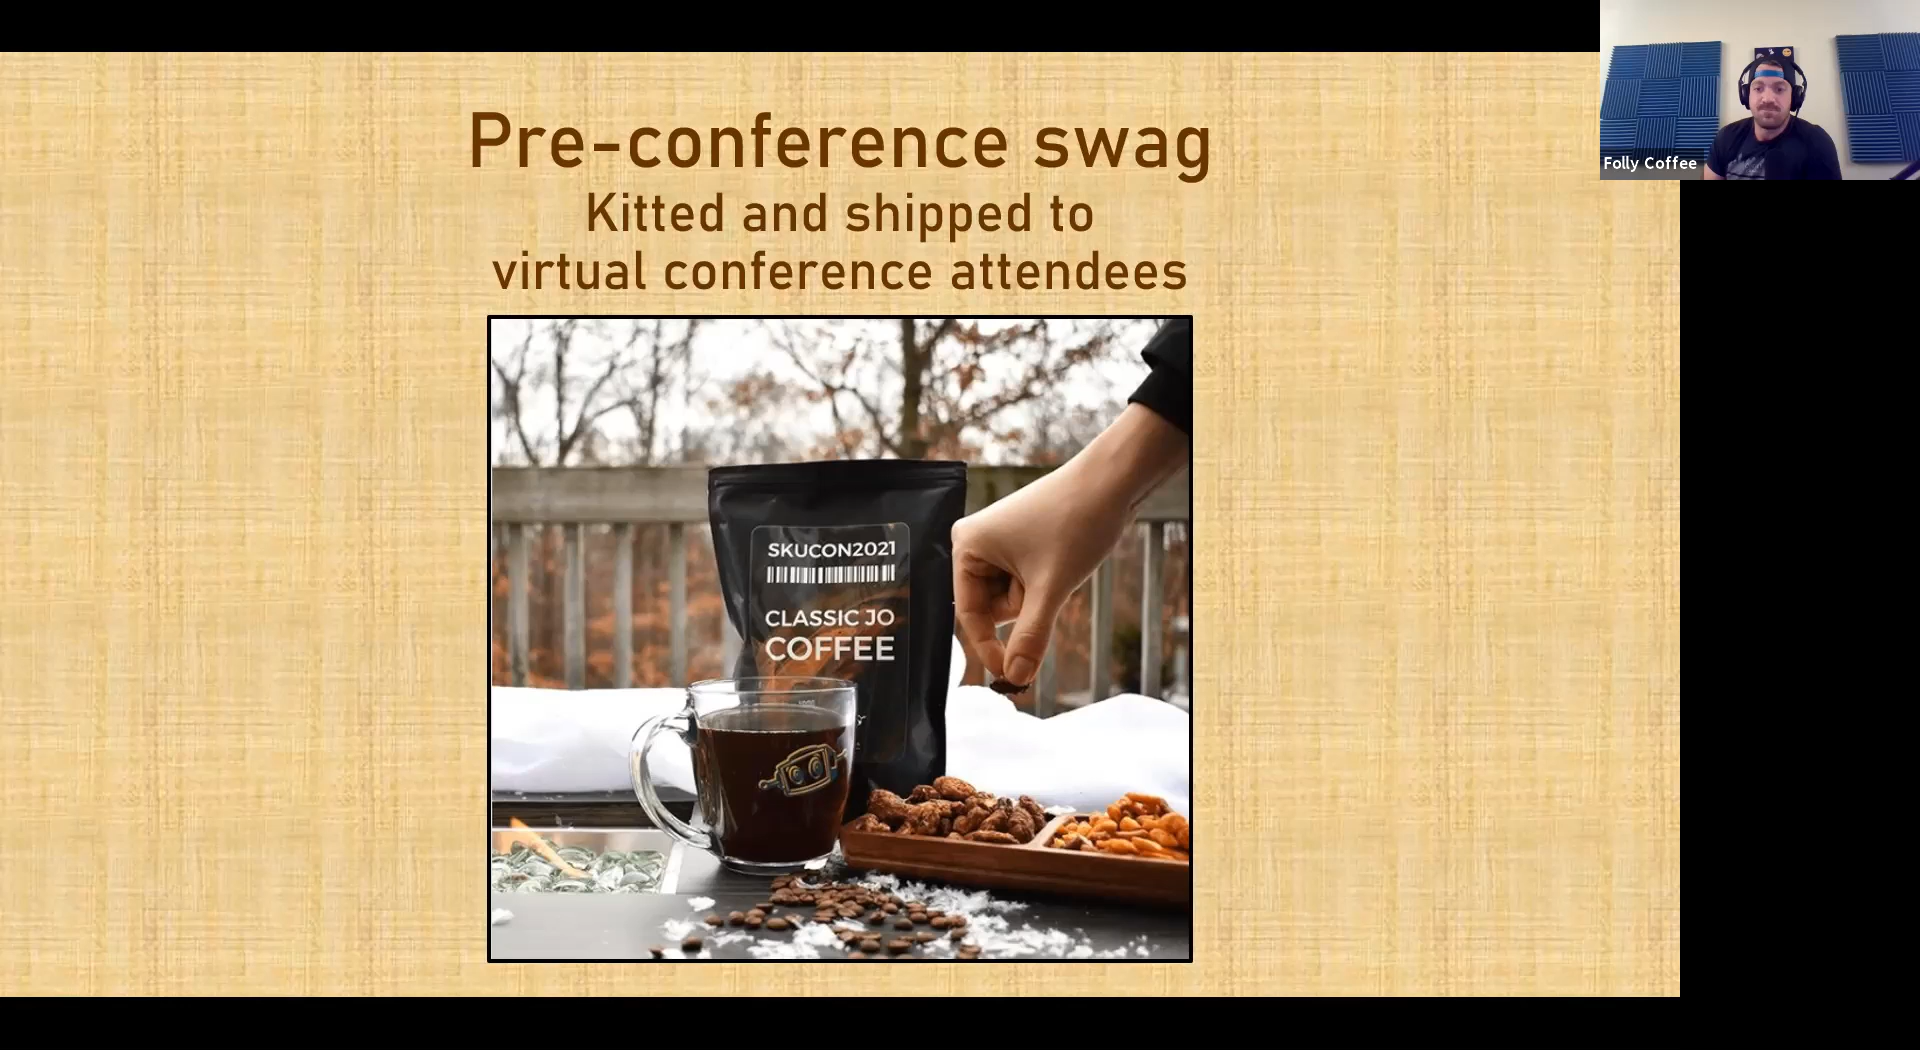 Pre-conference swag
Kitted and shipped to
virtual conference attendees
SKUCON2021
CLASSIC JO
COFFEE
Folly Coffee